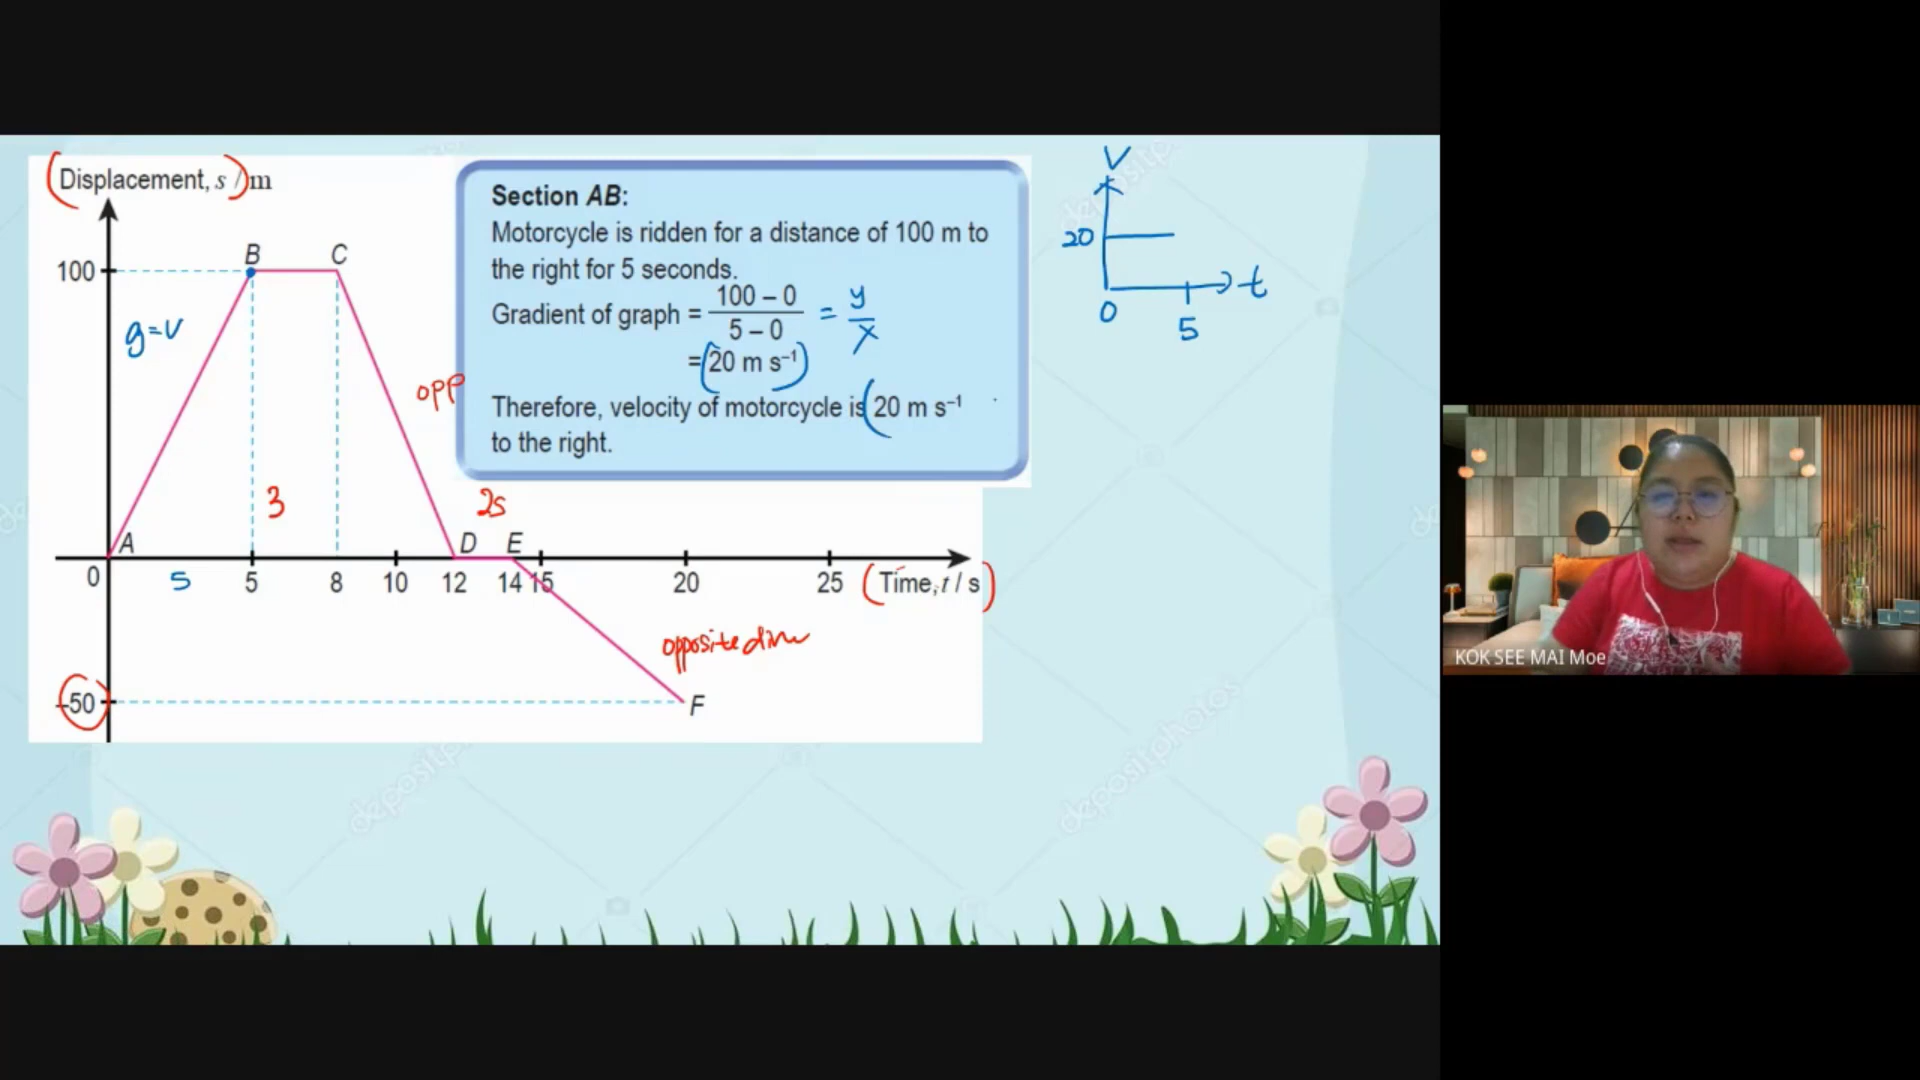 (Displacement, s /) m
100
B
C
g=v
opp
3
2s
A
D
E
0
5
5
8
10
12
14
15
20
25
(Time, t / s)
opposite dirn
-50
F
Section AB:
Motorcycle is ridden for a distance of 100 m to
the right for 5 seconds.
Gradient of graph = 100 – 0 / 5 – 0 = y / x
= (20 m s⁻¹)
Therefore, velocity of motorcycle is (20 m s⁻¹
to the right.
V
20
t
0
5
KOK SEE MAI Moe
depositphotos
depositphotos